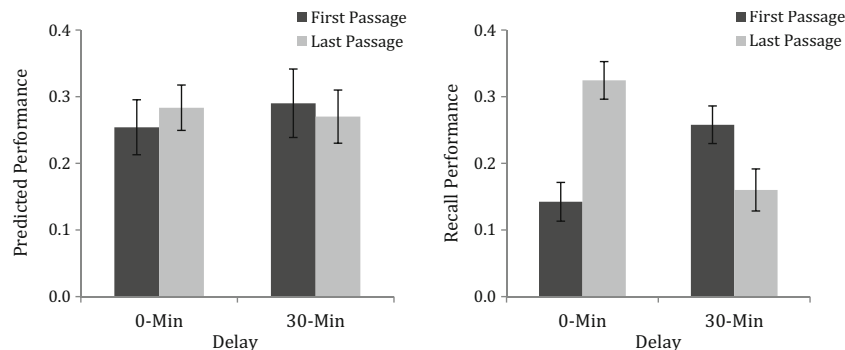 First Passage
Last Passage
0.4
0.3
0.2
0.1
0.0
Predicted Performance
0-Min
30-Min
Delay
First Passage
Last Passage
0.4
0.3
0.2
0.1
0.0
Recall Performance
0-Min
30-Min
Delay